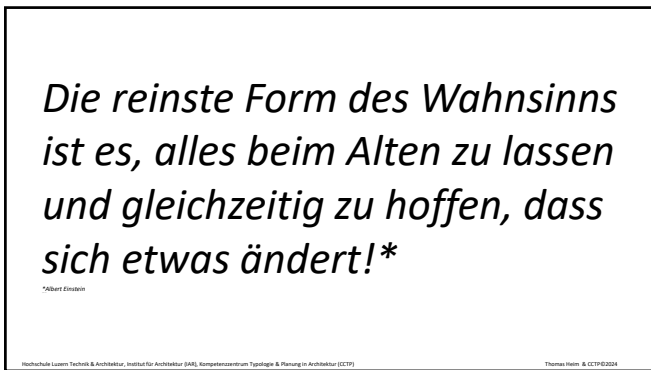 Die reinste Form des Wahnsinns
ist es, alles beim Alten zu lassen
und gleichzeitig zu hoffen, dass
sich etwas ändert!*
*Albert Einstein
Hochschule Luzern Technik & Architektur, Institut für Architektur (IAR), Kompetenzzentrum Typologie & Planung in Architektur (CCTP)
Thomas Heim & CCTP©2024